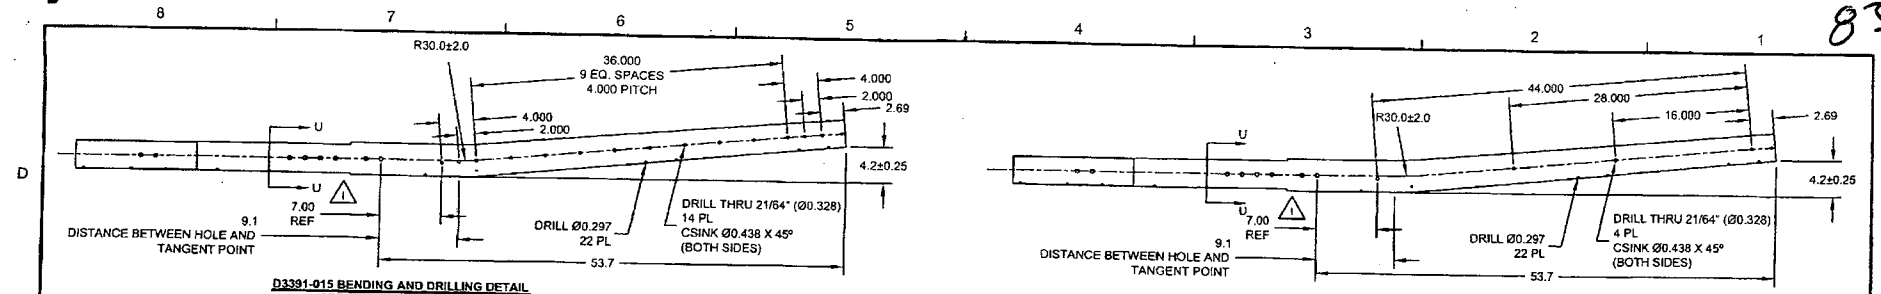 8 7 6 5 4 3 2 1
83
D
R30.0±2.0
36.000
9 EQ. SPACES
4.000 PITCH
4.000
2.000
2.69
4.000
2.000
U
U
1
4.2±0.25
7.00
REF
9.1
DISTANCE BETWEEN HOLE AND
TANGENT POINT
DRILL Ø0.297
22 PL
DRILL THRU 21/64" (Ø0.328)
14 PL
CSINK Ø0.438 X 45º
(BOTH SIDES)
53.7
D3391-015 BENDING AND DRILLING DETAIL
44.000
28.000
16.000
2.69
R30.0±2.0
U
U
1
4.2±0.25
7.00
REF
9.1
DISTANCE BETWEEN HOLE AND
TANGENT POINT
DRILL Ø0.297
22 PL
DRILL THRU 21/64" (Ø0.328)
4 PL
CSINK Ø0.438 X 45º
(BOTH SIDES)
53.7